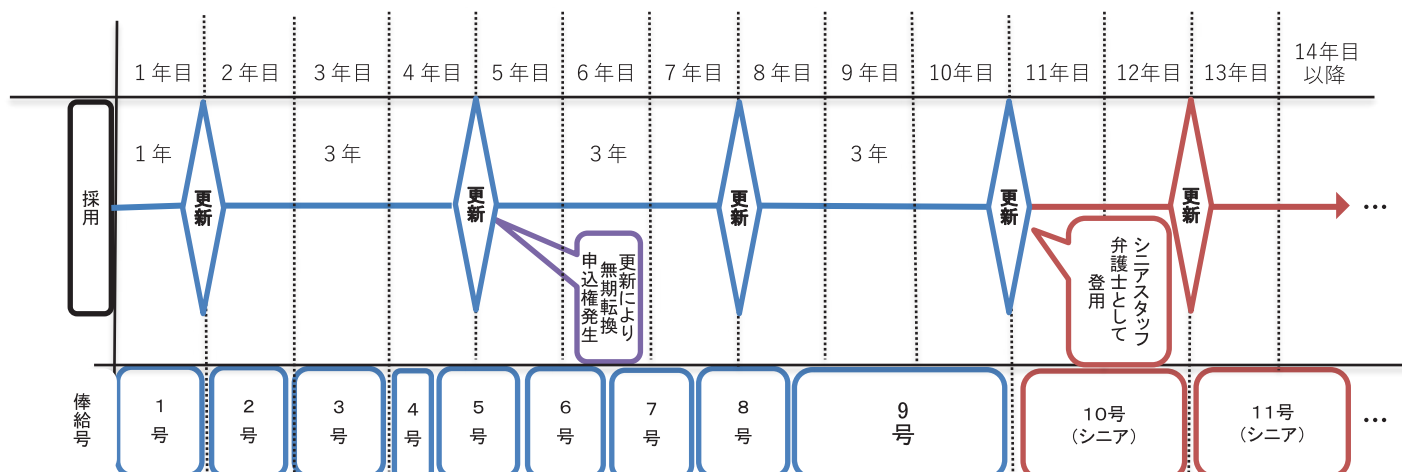 1年目 2年目 3年目 4年目 5年目 6年目 7年目 8年目 9年目 10年目 11年目 12年目 13年目 14年目
以降
採用
1年 3年 3年 3年
更新 更新 更新 更新 更新
更新により
無期転換
申込権発生
シニアスタッフ
弁護士として
登用
…
俸給号
1
号
2
号
3
号
4
号
5
号
6
号
7
号
8
号
9
号
10号
(シニア)
11号
(シニア)
…